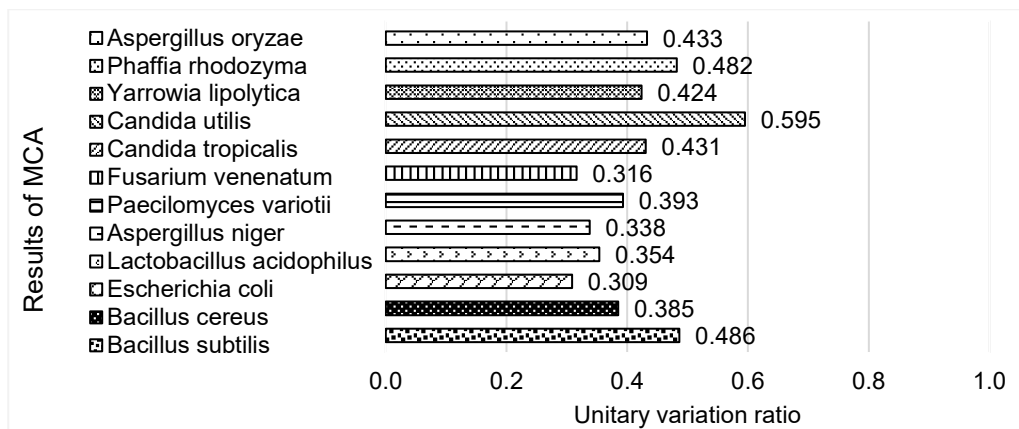 Results of MCA
Aspergillus oryzae 0.433
Phaffia rhodozyma 0.482
Yarrowia lipolytica 0.424
Candida utilis 0.595
Candida tropicalis 0.431
Fusarium venenatum 0.316
Paecilomyces variotii 0.393
Aspergillus niger 0.338
Lactobacillus acidophilus 0.354
Escherichia coli 0.309
Bacillus cereus 0.385
Bacillus subtilis 0.486
0.0 0.2 0.4 0.6 0.8 1.0
Unitary variation ratio